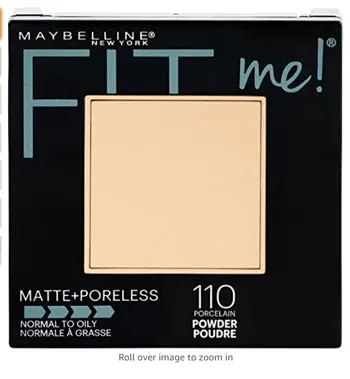 MAYBELLINE®
NEW YORK
FIT me!®
MATTE+PORELESS
NORMAL TO OILY
NORMALE À GRASSE
110
PORCELAIN
POWDER
POUDRE
Roll over image to zoom in